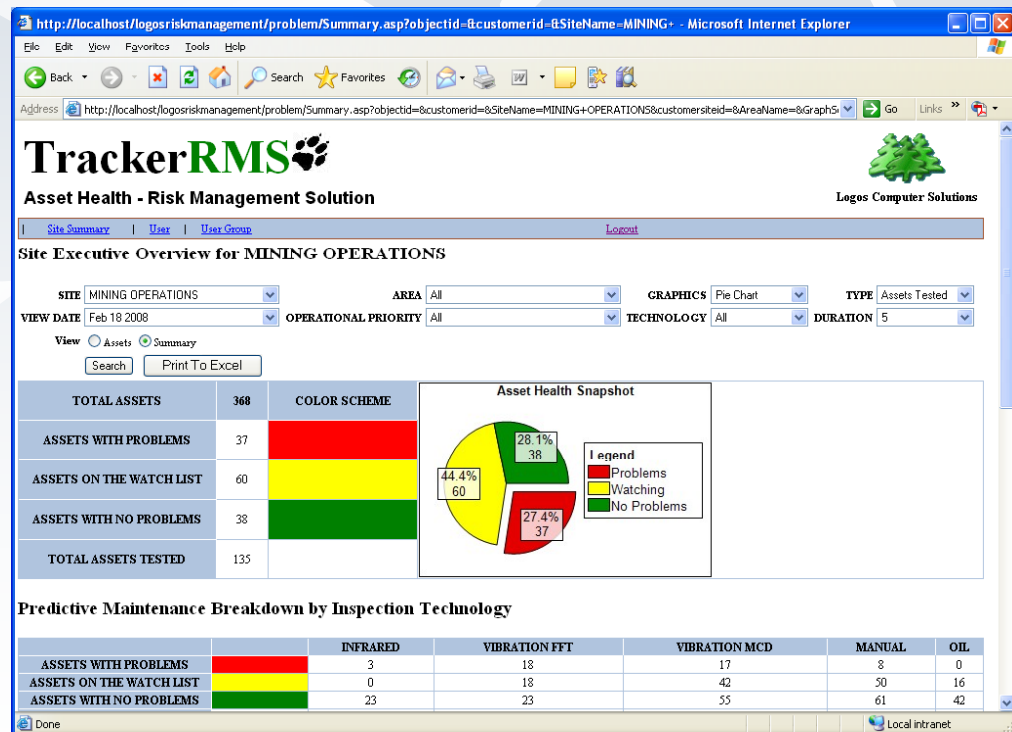 http://localhost/logosriskmanagement/problem/Summary.asp?objectid=&customerid=&SiteName=MINING+ - Microsoft Internet Explorer
File Edit View Favorites Tools Help
Back Search Favorites
Address http://localhost/logosriskmanagement/problem/Summary.asp?objectid=&customerid=&SiteName=MINING+OPERATIONS&customersiteid=&AreaName=&GraphS Go Links »
TrackerRMS
Asset Health - Risk Management Solution
Logos Computer Solutions
| Site Summary | User | User Group Logout
Site Executive Overview for MINING OPERATIONS
SITE MINING OPERATIONS AREA All GRAPHICS Pie Chart TYPE Assets Tested
VIEW DATE Feb 18 2008 OPERATIONAL PRIORITY All TECHNOLOGY All DURATION 5
View Assets Summary
Search Print To Excel
TOTAL ASSETS 368 COLOR SCHEME
ASSETS WITH PROBLEMS 37
ASSETS ON THE WATCH LIST 60
ASSETS WITH NO PROBLEMS 38
TOTAL ASSETS TESTED 135
Asset Health Snapshot
28.1%
38
44.4%
60
27.4%
37
Legend
Problems
Watching
No Problems
Predictive Maintenance Breakdown by Inspection Technology
INFRARED VIBRATION FFT VIBRATION MCD MANUAL OIL
ASSETS WITH PROBLEMS 3 18 17 8 0
ASSETS ON THE WATCH LIST 0 18 42 50 16
ASSETS WITH NO PROBLEMS 23 23 55 61 42
Done Local intranet